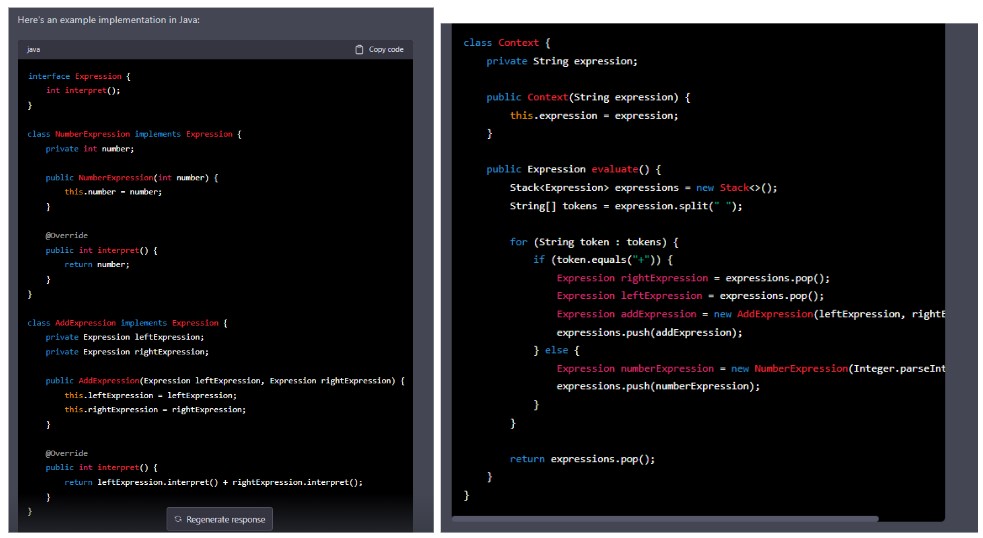 Here's an example implementation in Java:
java
Copy code
interface Expression {
    int interpret();
}
class NumberExpression implements Expression {
    private int number;
    public NumberExpression(int number) {
        this.number = number;
    }
    @Override
    public int interpret() {
        return number;
    }
}
class AddExpression implements Expression {
    private Expression leftExpression;
    private Expression rightExpression;
    public AddExpression(Expression leftExpression, Expression rightExpression) {
        this.leftExpression = leftExpression;
        this.rightExpression = rightExpression;
    }
    @Override
    public int interpret() {
        return leftExpression.interpret() + rightExpression.interpret();
    }
}
Regenerate response
class Context {
    private String expression;
    public Context(String expression) {
        this.expression = expression;
    }
    public Expression evaluate() {
        Stack<Expression> expressions = new Stack<>();
        String[] tokens = expression.split(" ");
        for (String token : tokens) {
            if (token.equals("+")) {
                Expression rightExpression = expressions.pop();
                Expression leftExpression = expressions.pop();
                Expression addExpression = new AddExpression(leftExpression, rightE
                expressions.push(addExpression);
            } else {
                Expression numberExpression = new NumberExpression(Integer.parseInt
                expressions.push(numberExpression);
            }
        }
        return expressions.pop();
    }
}